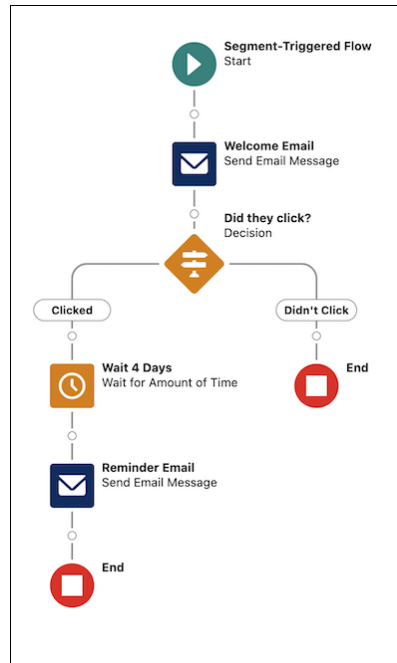 Segment-Triggered Flow
Start
Welcome Email
Send Email Message
Did they click?
Decision
Clicked
Didn't Click
Wait 4 Days
Wait for Amount of Time
End
Reminder Email
Send Email Message
End